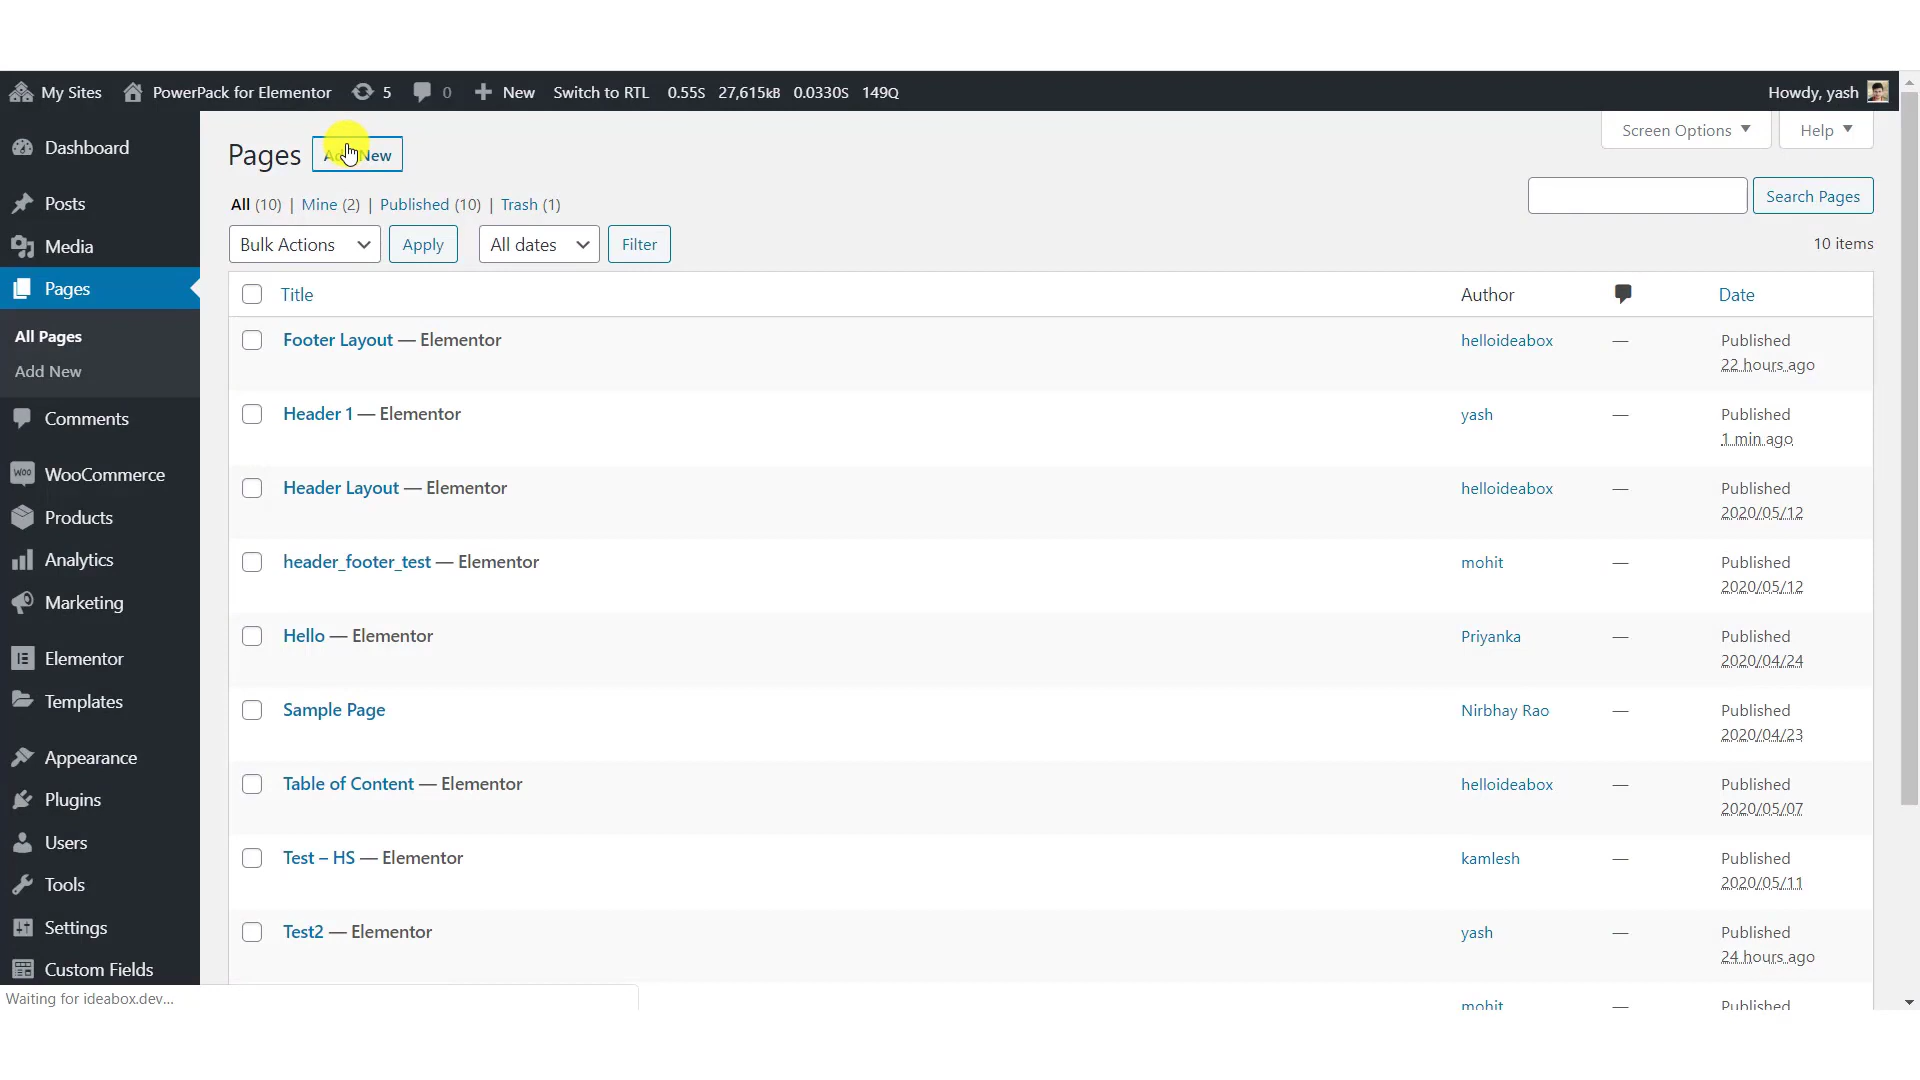 My Sites PowerPack for Elementor 5 0 New Switch to RTL 0.55S 27,615KB 0.0330S 149Q Howdy, yash
Screen Options Help
Dashboard
Posts
Media
Pages
All Pages
Add New
Comments
WooCommerce
Products
Analytics
Marketing
Elementor
Templates
Appearance
Plugins
Users
Tools
Settings
Custom Fields
Pages Add New
All (10) | Mine (2) | Published (10) | Trash (1)
Search Pages
Bulk Actions Apply All dates Filter
10 items
Title Author Date
Footer Layout — Elementor helloideabox — Published
22 hours ago
Header 1 — Elementor yash — Published
1 min ago
Header Layout — Elementor helloideabox — Published
2020/05/12
header_footer_test — Elementor mohit — Published
2020/05/12
Hello — Elementor Priyanka — Published
2020/04/24
Sample Page Nirbhay Rao — Published
2020/04/23
Table of Content — Elementor helloideabox — Published
2020/05/07
Test – HS — Elementor kamlesh — Published
2020/05/11
Test2 — Elementor yash — Published
24 hours ago
mohit — Published
Waiting for ideabox.dev...